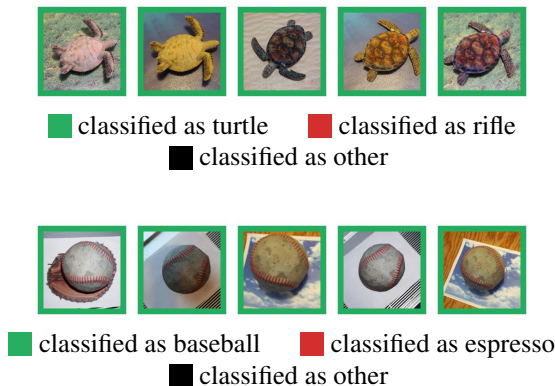 classified as turtle classified as rifle
classified as other
classified as baseball classified as espresso
classified as other